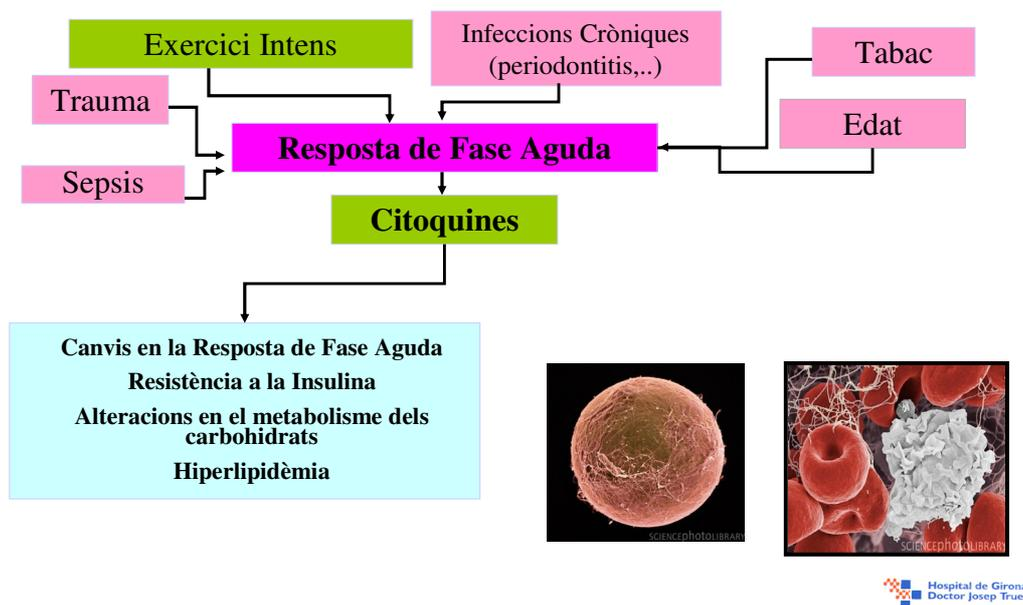 Exercici Intens
Infeccions Cròniques
(periodontitis,..)
Tabac
Trauma
Edat
Resposta de Fase Aguda
Sepsis
Citoquines
Canvis en la Resposta de Fase Aguda
Resistència a la Insulina
Alteracions en el metabolisme dels
carbohidrats
Hiperlipidèmia
SCIENCEPHOTOLIBRARY
SCIENCEPHOTOLIBRARY
Hospital de Girona
Doctor Josep True